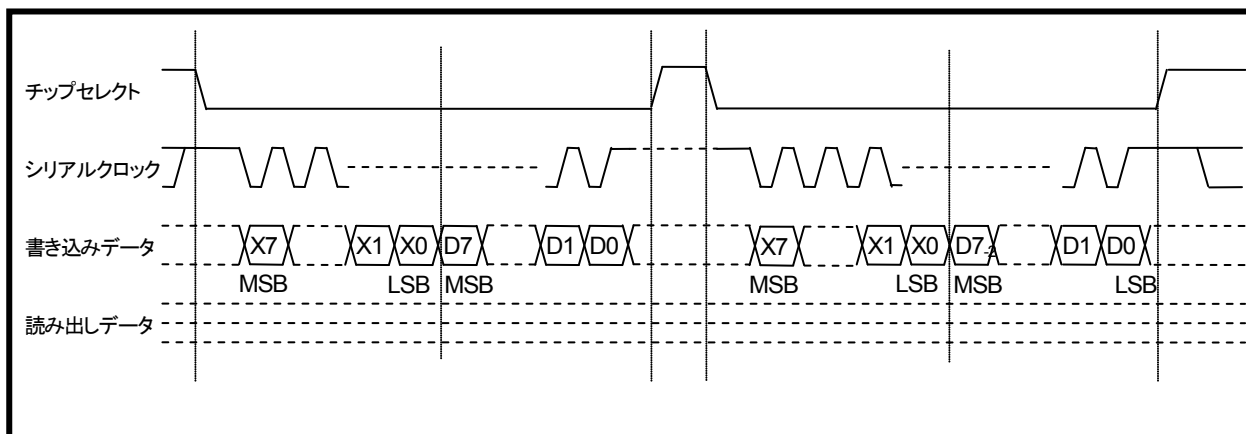 チップセレクト
シリアルクロック
書き込みデータ X7 X1 X0 D7 D1 D0 X7 X1 X0 D7-2 D1 D0
MSB LSB MSB MSB LSB MSB LSB
読み出しデータ